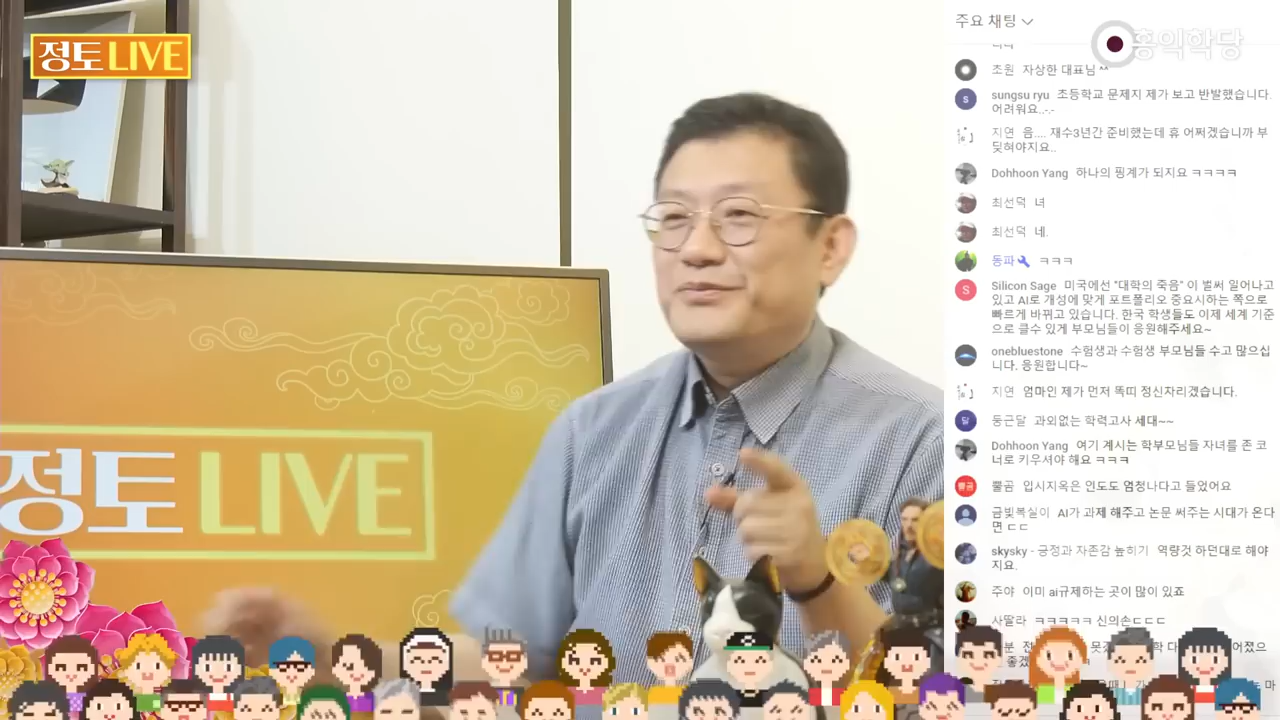 정토 LIVE
정토 LIVE
주요 채팅
홍익학당
초원 자상한 대표님 ^^
sungsu ryu 초등학교 문제지 제가 보고 반발했습니다.
어려워요..-.-
지연 음.... 재수3년간 준비했는데 휴 어쩌겠습니까 부
딪혀야지요..
Dohhoon Yang 하나의 핑계가 되지요 ㅋㅋㅋㅋ
최선덕 녀
최선덕 네.
동파 ㅋㅋㅋ
S
Silicon Sage 미국에선 "대학의 죽음" 이 벌써 일어나고
있고 AI로 개성에 맞게 포트폴리오 중요시하는 쪽으로
빠르게 바뀌고 있습니다. 한국 학생들도 이제 세계 기준
으로 클수 있게 부모님들이 응원해주세요~
onebluestone 수험생과 수험생 부모님들 수고 많으십
니다. 응원합니다~
지연 엄마인 제가 먼저 똑띠 정신차리겠습니다.
달
둥근달 과외없는 학력고사 세대~~
Dohhoon Yang 여기 계시는 학부모님들 자녀를 존 코
너로 키우셔야 해요 ㅋㅋㅋ
뿔곰
뿔곰 입시지옥은 인도도 엄청나다고 들었어요
금빛복실이 AI가 과제 해주고 논문 써주는 시대가 온다
면 ㄷㄷ
skysky - 긍정과 자존감 높히기 역량것 하던대로 해야
지요.
주야 이미 ai규제하는 곳이 많이 있죠
사딸라 ㅋㅋㅋㅋㅋ 신의손ㄷㄷㄷ